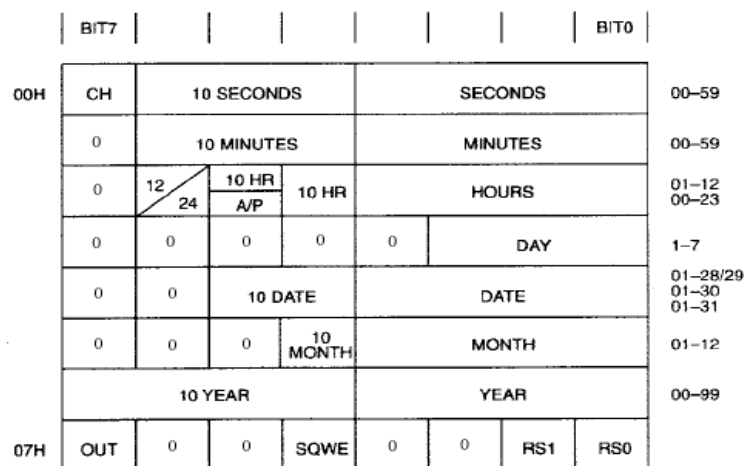 BIT7 BIT0
00H CH 10 SECONDS SECONDS 00–59
0 10 MINUTES MINUTES 00–59
0 12/24 10 HR A/P 10 HR HOURS 01–12 00–23
0 0 0 0 0 DAY 1–7
0 0 10 DATE DATE 01–28/29 01–30 01–31
0 0 0 10 MONTH MONTH 01–12
10 YEAR YEAR 00–99
07H OUT 0 0 SQWE 0 0 RS1 RS0